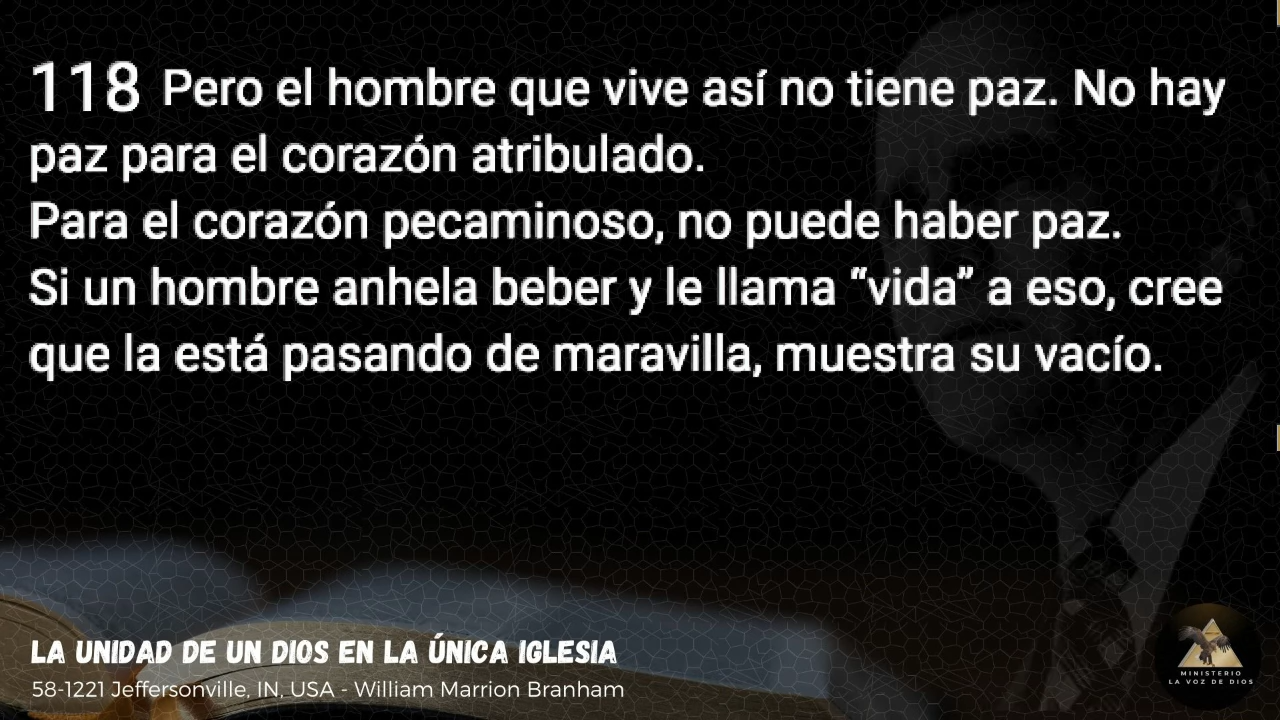 118 Pero el hombre que vive así no tiene paz. No hay
paz para el corazón atribulado.
Para el corazón pecaminoso, no puede haber paz.
Si un hombre anhela beber y le llama “vida” a eso, cree
que la está pasando de maravilla, muestra su vacío.
LA UNIDAD DE UN DIOS EN LA ÚNICA IGLESIA
58-1221 Jeffersonville, IN, USA - William Marrion Branham
MINISTERIO
LA VOZ DE DIOS